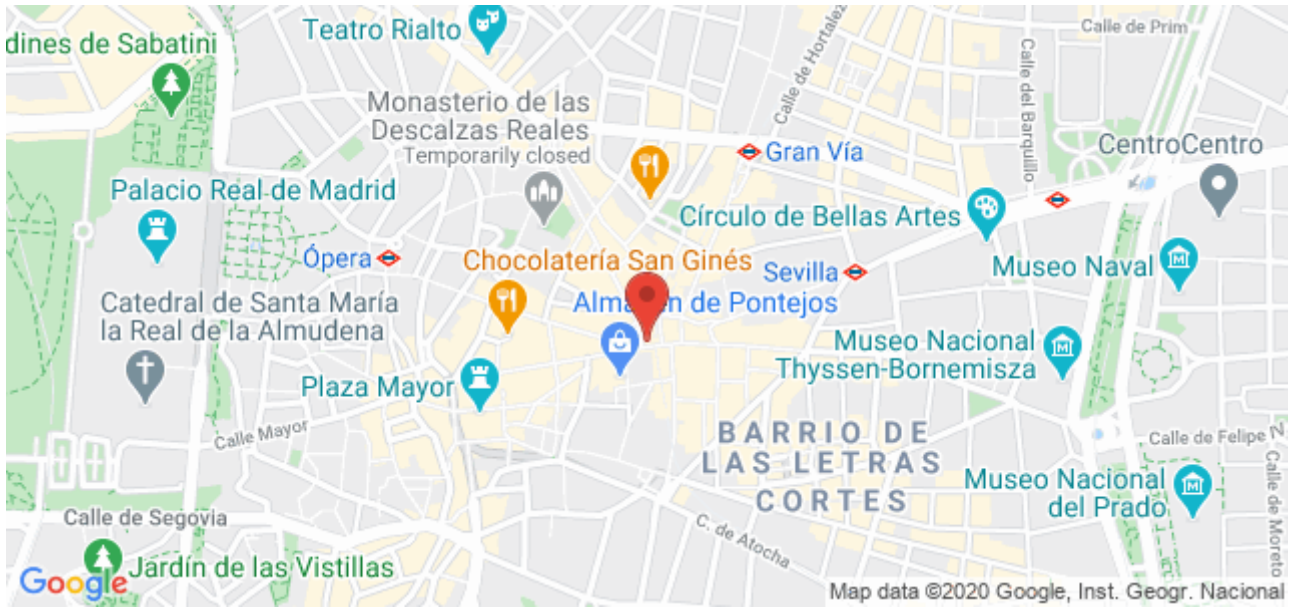 Teatro Rialto
dines de Sabatini
Calle de Prim
Calle de Hortalez
Calle del Barquillo
Monasterio de las
Descalzas Reales
Temporarily closed
Gran Vía
CentroCentro
Palacio Real de Madrid
Círculo de Bellas Artes
Ópera
Chocolatería San Ginés
Sevilla
Museo Naval
Catedral de Santa María
la Real de la Almudena
Almacén de Pontejos
Museo Nacional
Thyssen-Bornemisza
Plaza Mayor
Calle Mayor
BARRIO DE
LAS LETRAS
CORTES
Calle de Felipe N
Calle de Moreto
Museo Nacional
del Prado
Calle de Segovia
C. de Atocha
Jardín de las Vistillas
Google
Map data ©2020 Google, Inst. Geogr. Nacional